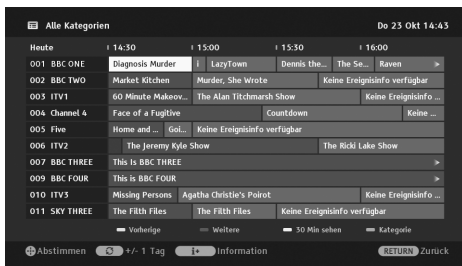 Alle Kategorien Do 23 Okt 14:43
Heute 14:30 15:00 15:30 16:00
001 BBC ONE Diagnosis Murder i LazyTown Dennis the... The Se... Raven
002 BBC TWO Market Kitchen Murder, She Wrote Keine Ereignisinfo verfügbar
003 ITV1 60 Minute Makeov... The Alan Titchmarsh Show Keine Ereignisinfo ...
004 Channel 4 Face of a Fugitive Countdown Keine ...
005 Five Home and ... Goi... Keine Ereignisinfo verfügbar
006 ITV2 The Jeremy Kyle Show The Ricki Lake Show
007 BBC THREE This Is BBC THREE
009 BBC FOUR This is BBC FOUR
010 ITV3 Missing Persons Agatha Christie's Poirot Keine Ereignisinfo ...
011 SKY THREE The Filth Files The Filth Files Keine Ereignisinfo verfügbar
Vorherige Weitere 30 Min sehen Kategorie
Abstimmen +/- 1 Tag i+ Information RETURN Zurück